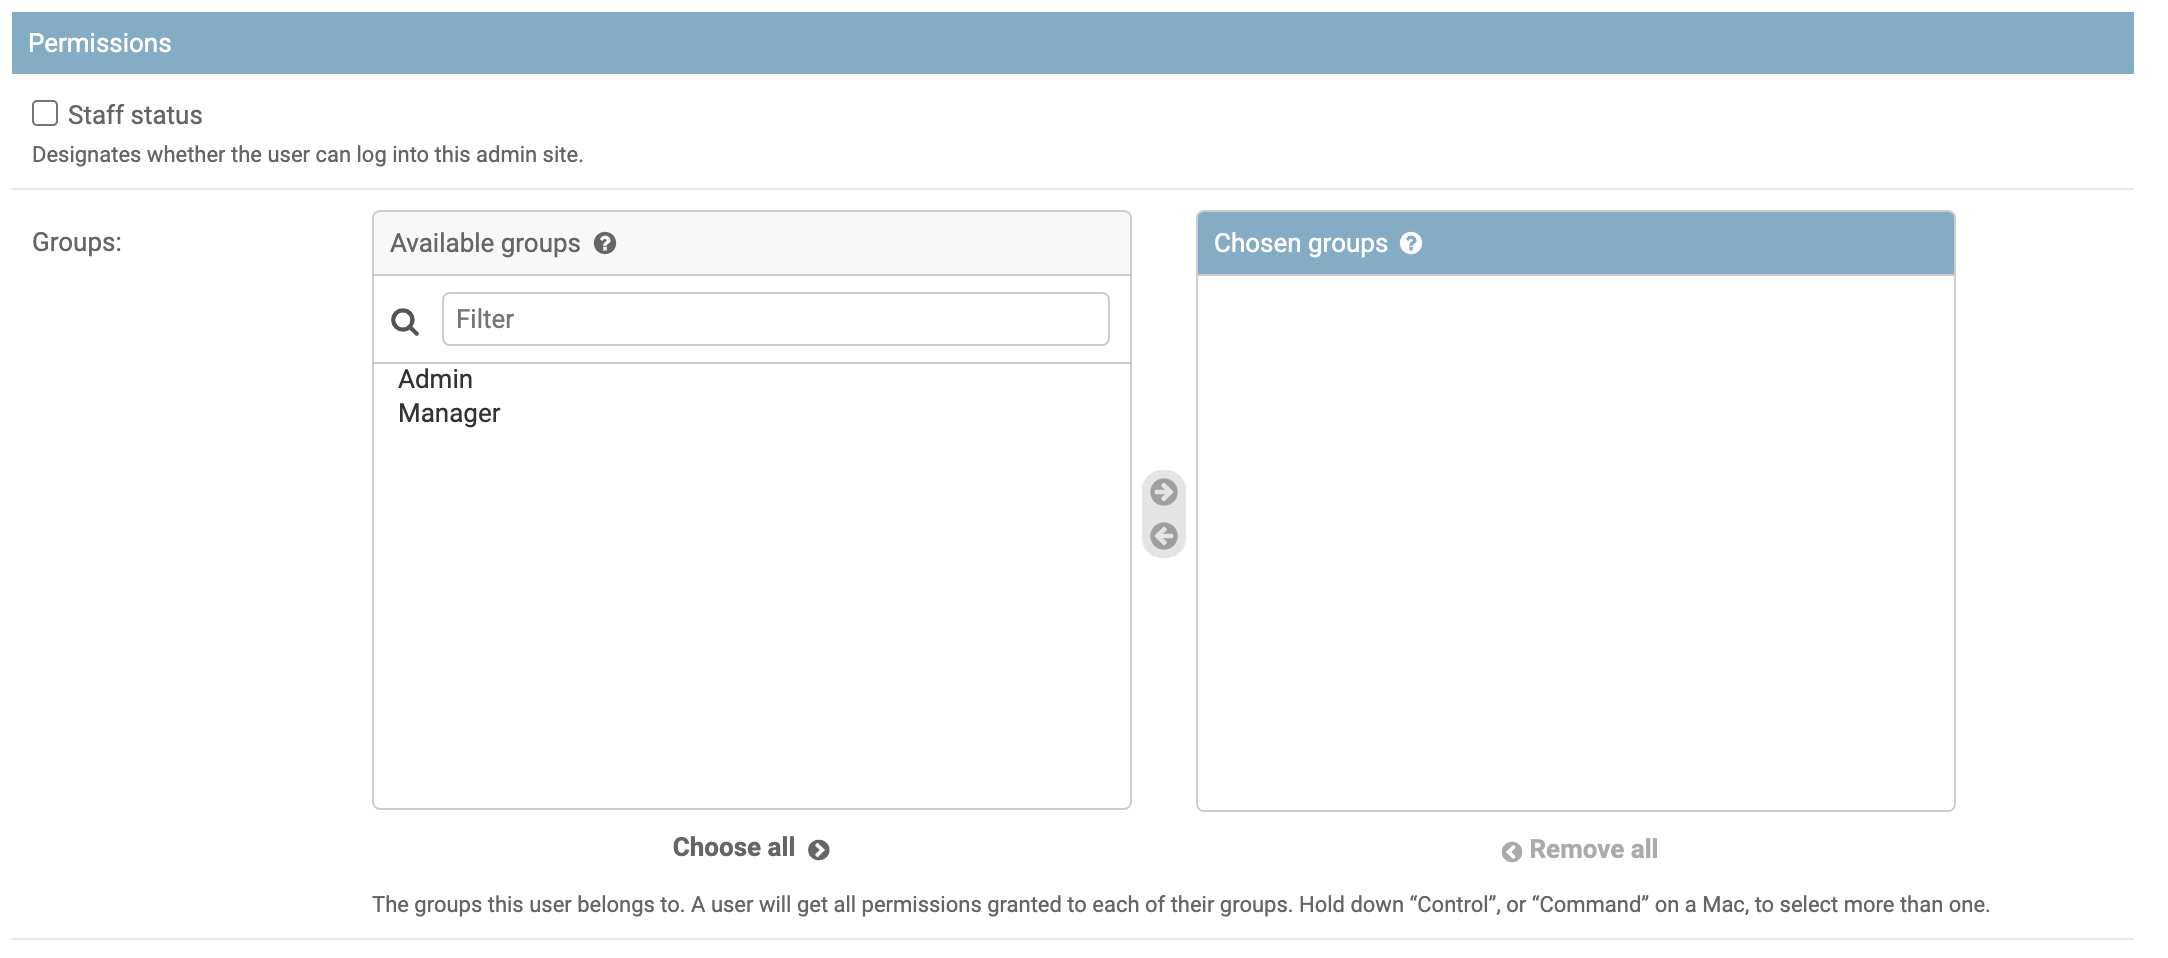 Permissions
Staff status
Designates whether the user can log into this admin site.
Groups:
Available groups
Filter
Admin
Manager
Choose all
Chosen groups
Remove all
The groups this user belongs to. A user will get all permissions granted to each of their groups. Hold down “Control”, or “Command” on a Mac, to select more than one.